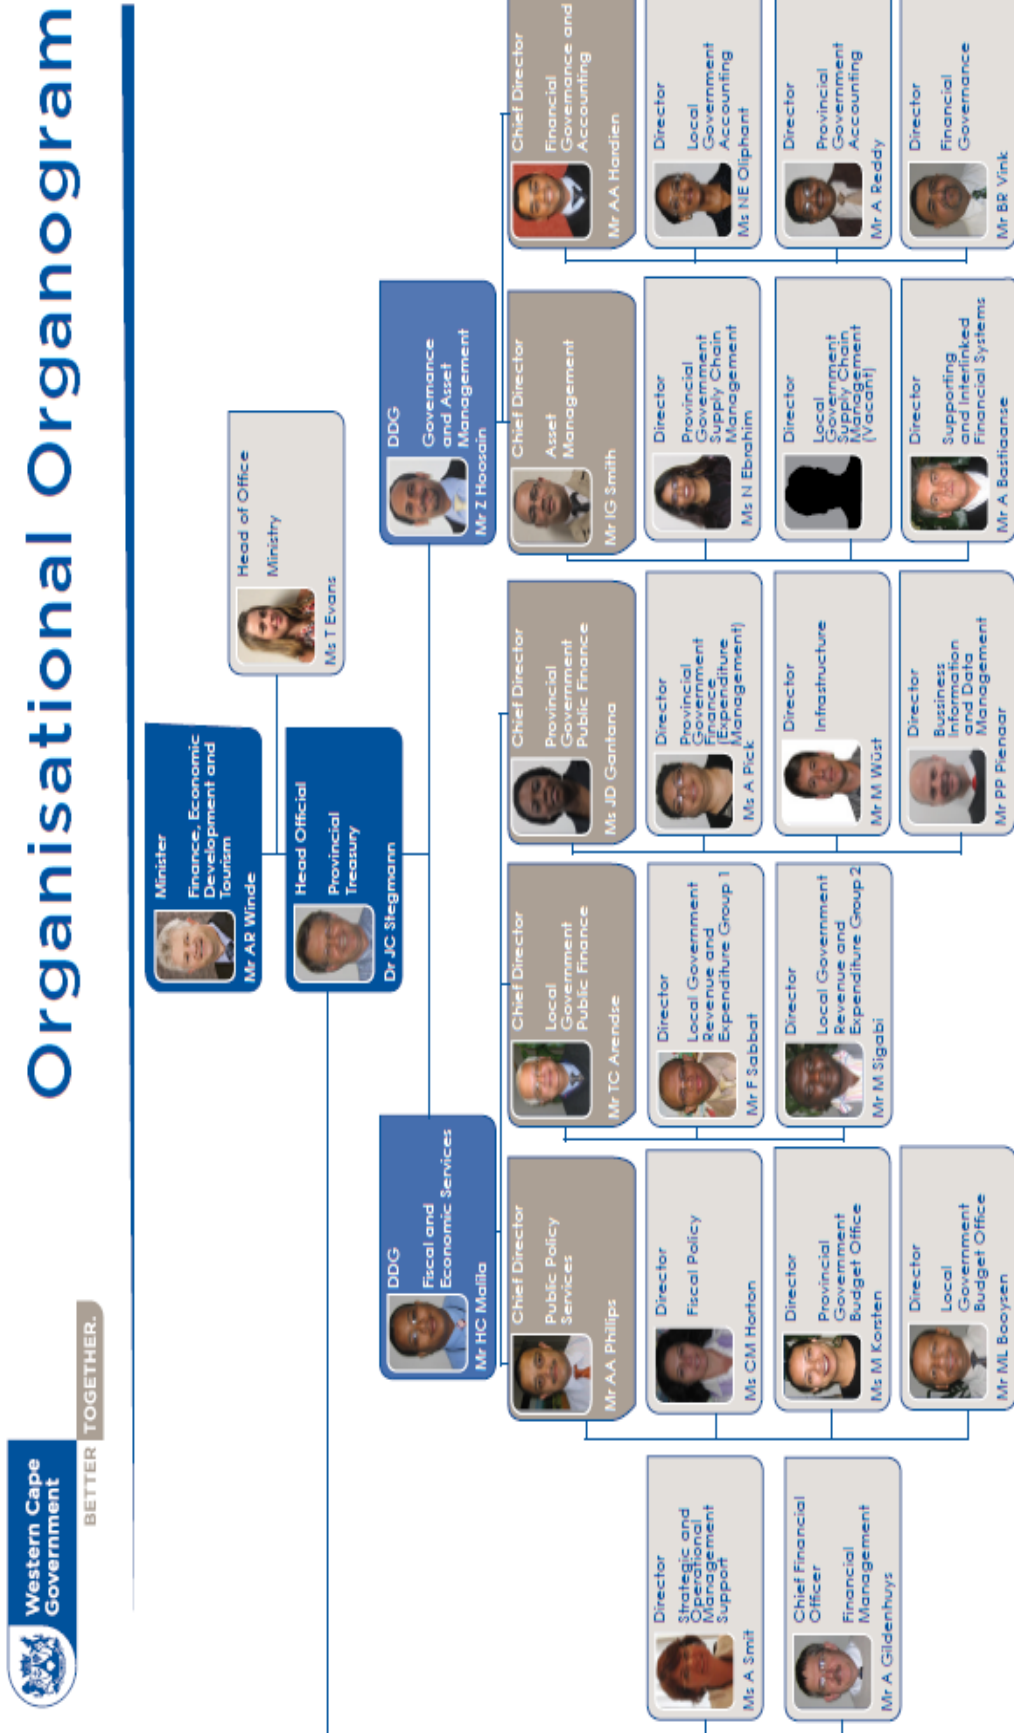 Western Cape
Government
BETTER TOGETHER.
Organisational Organogram
Minister
Finance, Economic
Development and
Tourism
Mr AR Winde
Head of Office
Ministry
Ms T Evans
Head Official
Provincial
Treasury
Dr JC Stegmann
DDG
Fiscal and
Economic Services
Mr HC Malila
DDG
Governance
and Asset
Management
Mr Z Hoosain
Chief Director
Public Policy
Services
Mr AA Phillips
Chief Director
Local
Government
Public Finance
Mr TC Arendse
Chief Director
Provincial
Government
Public Finance
Ms JD Gantana
Chief Director
Asset
Management
Mr IG Smith
Chief Director
Financial
Governance and
Accounting
Mr AA Hardien
Director
Strategic and
Operational
Management
Support
Ms A Smit
Director
Fiscal Policy
Ms CM Horton
Director
Local Government
Revenue and
Expenditure Group 1
Mr F Sabbat
Director
Provincial
Government
Finance
(Expenditure
Management)
Ms A Pick
Director
Provincial
Government
Supply Chain
Management
Ms N Ebrahim
Director
Local
Government
Accounting
Ms NE Oliphant
Chief Financial
Officer
Financial
Management
Mr A Gildenhuys
Director
Provincial
Government
Budget Office
Ms M Korsten
Director
Local Government
Revenue and
Expenditure Group 2
Mr M Sigabi
Director
Infrastructure
Mr M Wüst
Director
Local
Government
Supply Chain
Management
(Vacant)
Director
Provincial
Government
Accounting
Mr A Reddy
Director
Local
Government
Budget Office
Mr ML Booysen
Director
Bussiness
Information
and Data
Management
Mr PP Pienaar
Director
Supporting
and Interlinked
Financial Systems
Mr A Bastiaanse
Director
Financial
Governance
Mr BR Vink